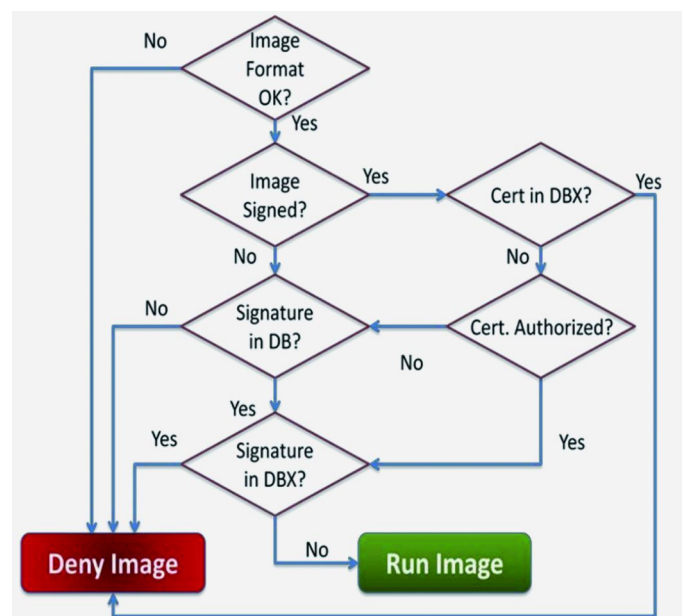 No
Image
Format
OK?
Yes
Image
Signed?
Yes
Cert in DBX?
Yes
No
No
No
Signature
in DB?
Cert. Authorized?
No
Yes
Yes
Signature
in DBX?
Yes
No
Deny Image
Run Image